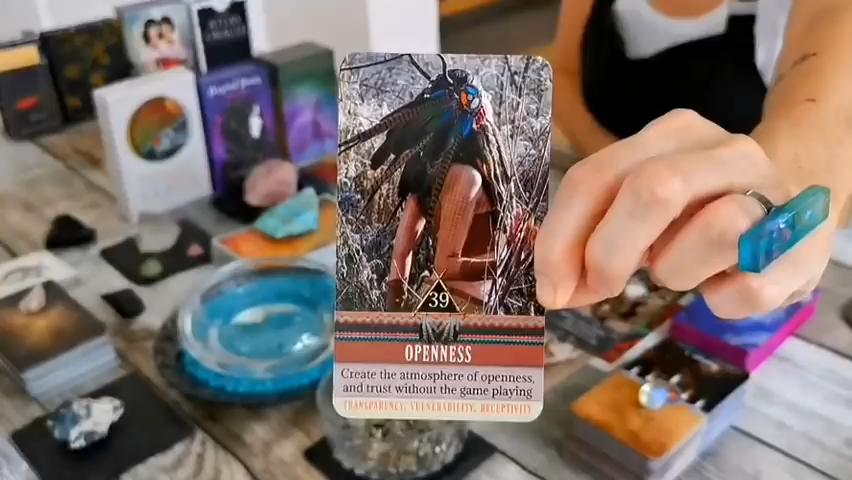 39
OPENNESS
Create the atmosphere of openness,
and trust without the game playing
TRANSPARENCY, VULNERABILITY, RECEPTIVITY